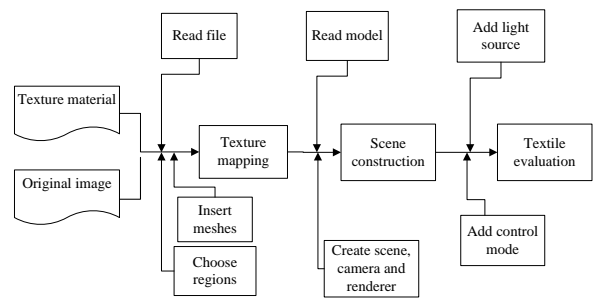 Read file
Read model
Add light
source
Texture material
Original image
Texture
mapping
Scene
construction
Textile
evaluation
Insert
meshes
Choose
regions
Create scene,
camera and
renderer
Add control
mode